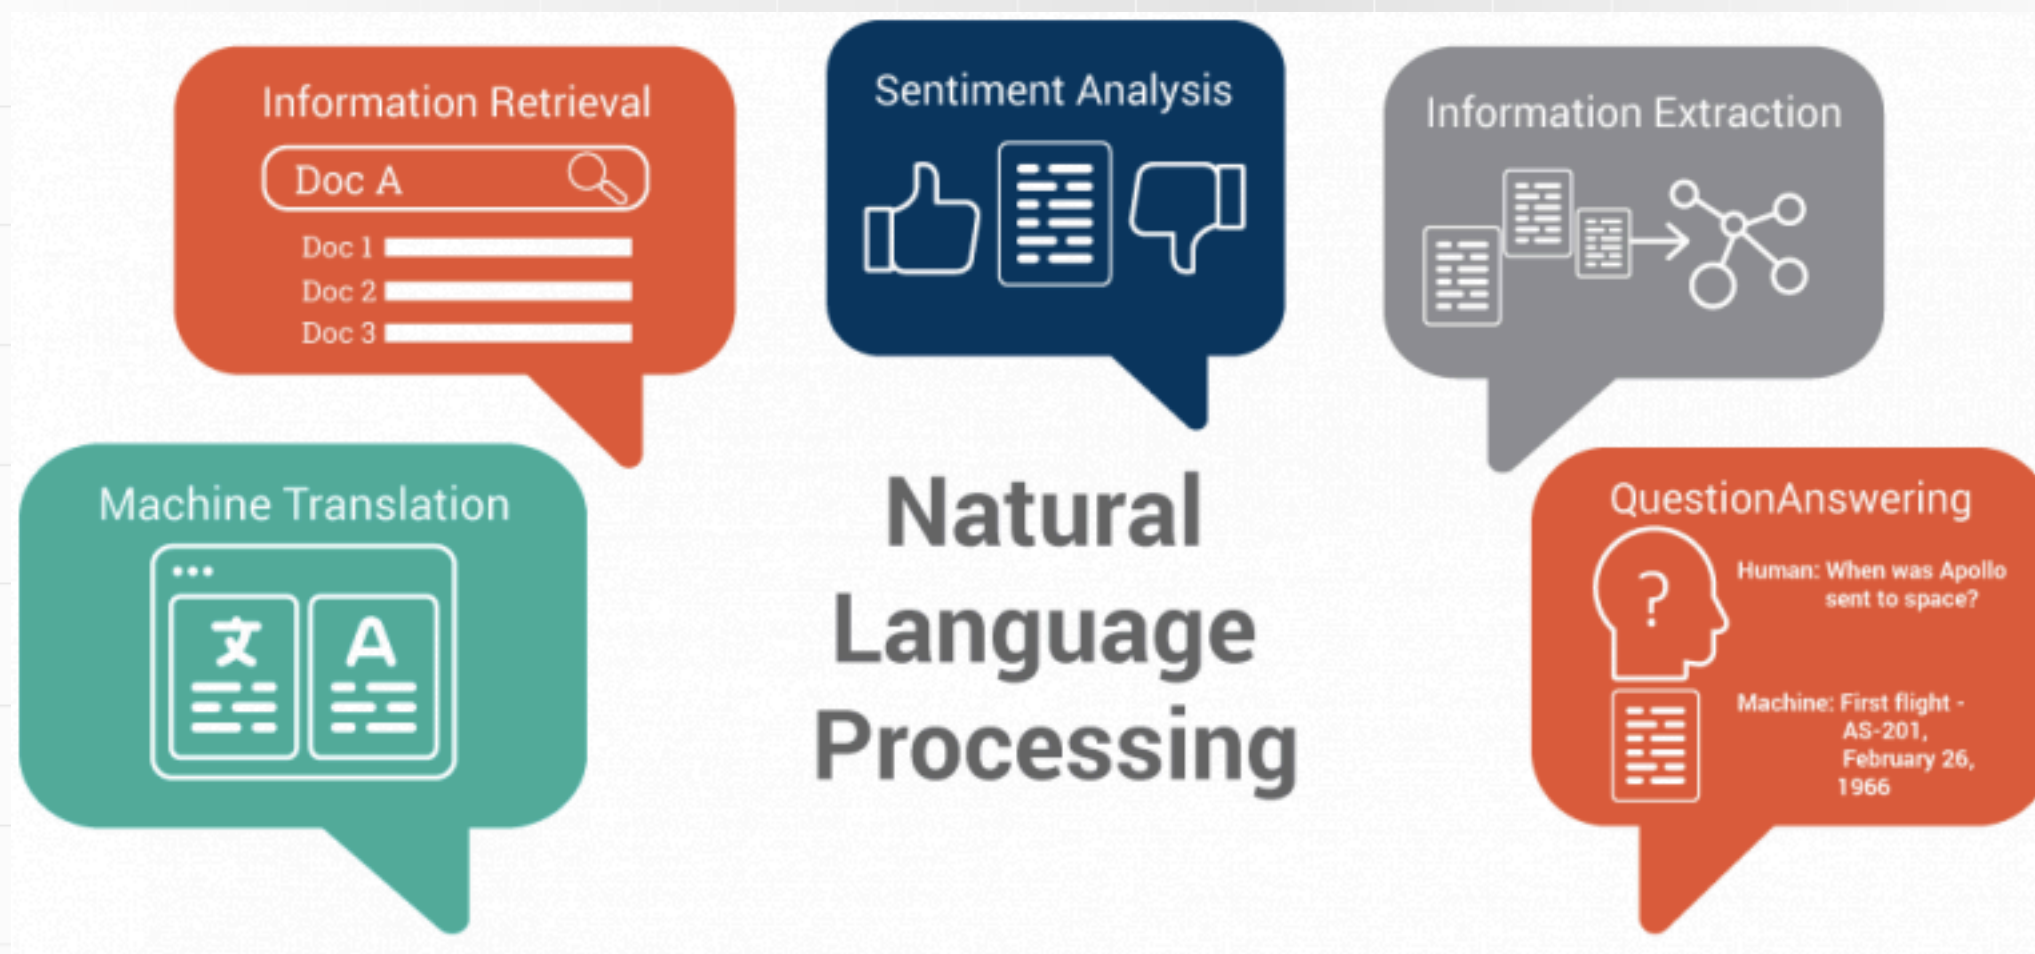 Information Retrieval
Doc A
Doc 1
Doc 2
Doc 3
Sentiment Analysis
Information Extraction
Machine Translation
文 A
Natural
Language
Processing
QuestionAnswering
?
Human: When was Apollo
sent to space?
Machine: First flight -
AS-201,
February 26,
1966